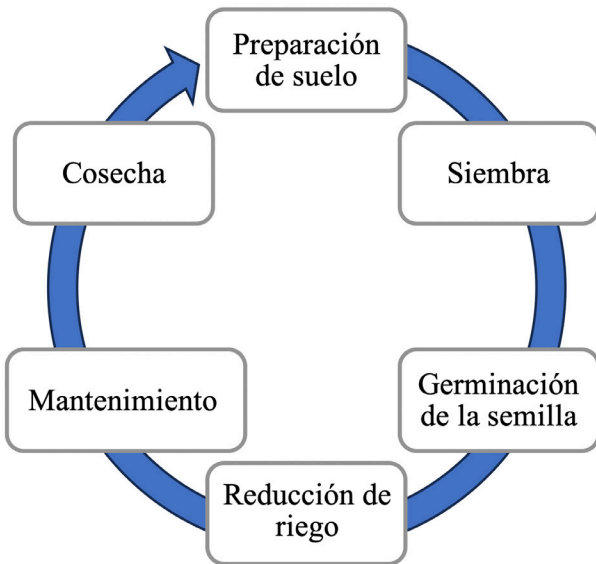 Preparación
de suelo
Siembra
Germinación
de la semilla
Reducción de
riego
Mantenimiento
Cosecha